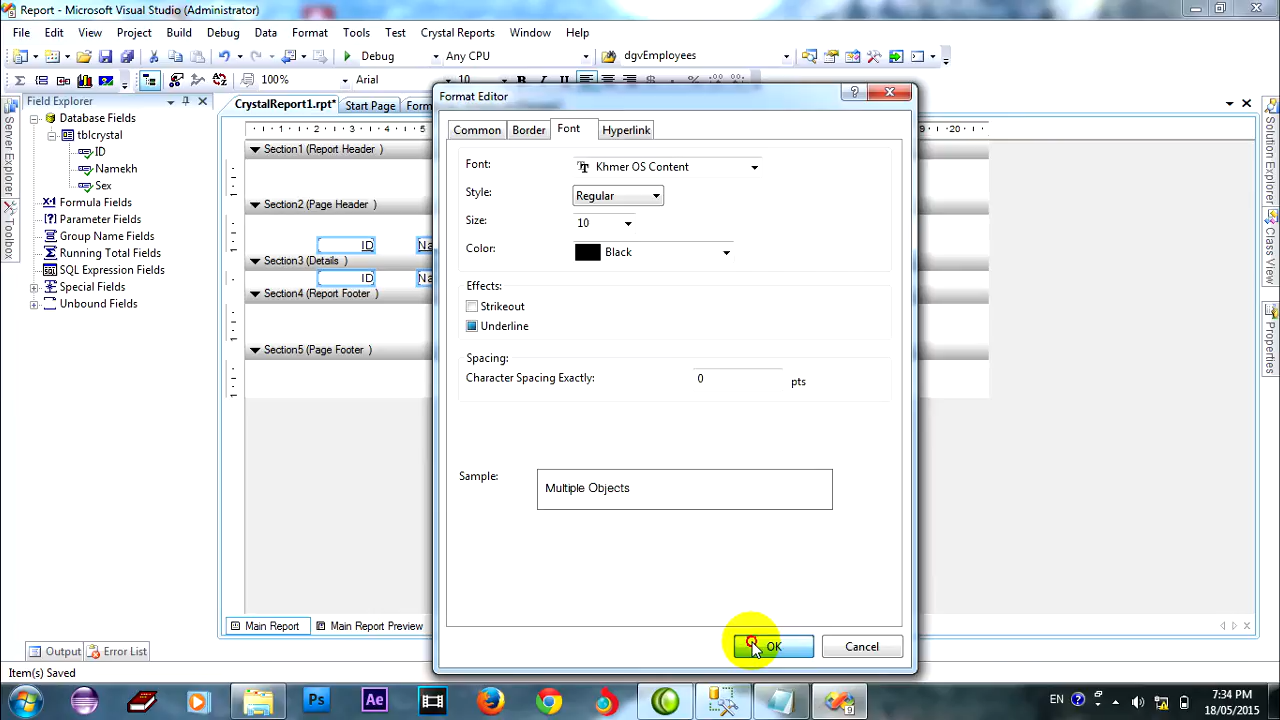 Report - Microsoft Visual Studio (Administrator)
File Edit View Project Build Debug Data Format Tools Test Crystal Reports Window Help
Debug Any CPU dgvEmployees
100% Arial 10
Field Explorer
CrystalReport1.rpt* Start Page Form
Database Fields
tblcrystal
ID
Namekh
Sex
Formula Fields
Parameter Fields
Group Name Fields
Running Total Fields
SQL Expression Fields
Special Fields
Unbound Fields
Server Explorer
Toolbox
Section1 (Report Header )
Section2 (Page Header )
ID Na
Section3 (Details )
ID Na
Section4 (Report Footer )
Section5 (Page Footer )
Format Editor
Common Border Font Hyperlink
Font: Khmer OS Content
Style: Regular
Size: 10
Color: Black
Effects:
Strikeout
Underline
Spacing:
Character Spacing Exactly: 0 pts
Sample: Multiple Objects
OK Cancel
Solution Explorer
Class View
Properties
Main Report Main Report Preview
Output Error List
Item(s) Saved
Ps Ae
EN 7:34 PM
18/05/2015